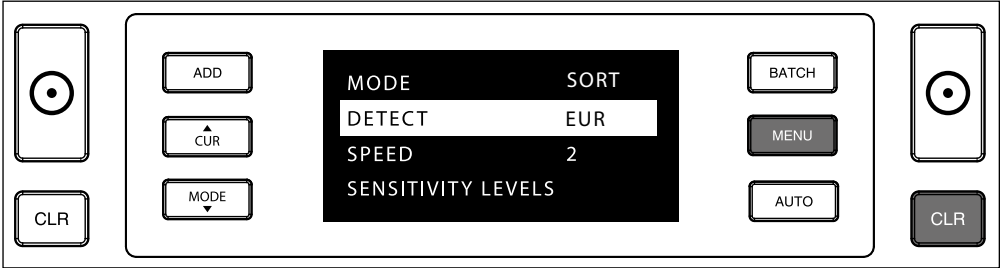 ADD
▲
CUR
MODE
▼
CLR
MODE SORT
DETECT EUR
SPEED 2
SENSITIVITY LEVELS
BATCH
MENU
AUTO
CLR